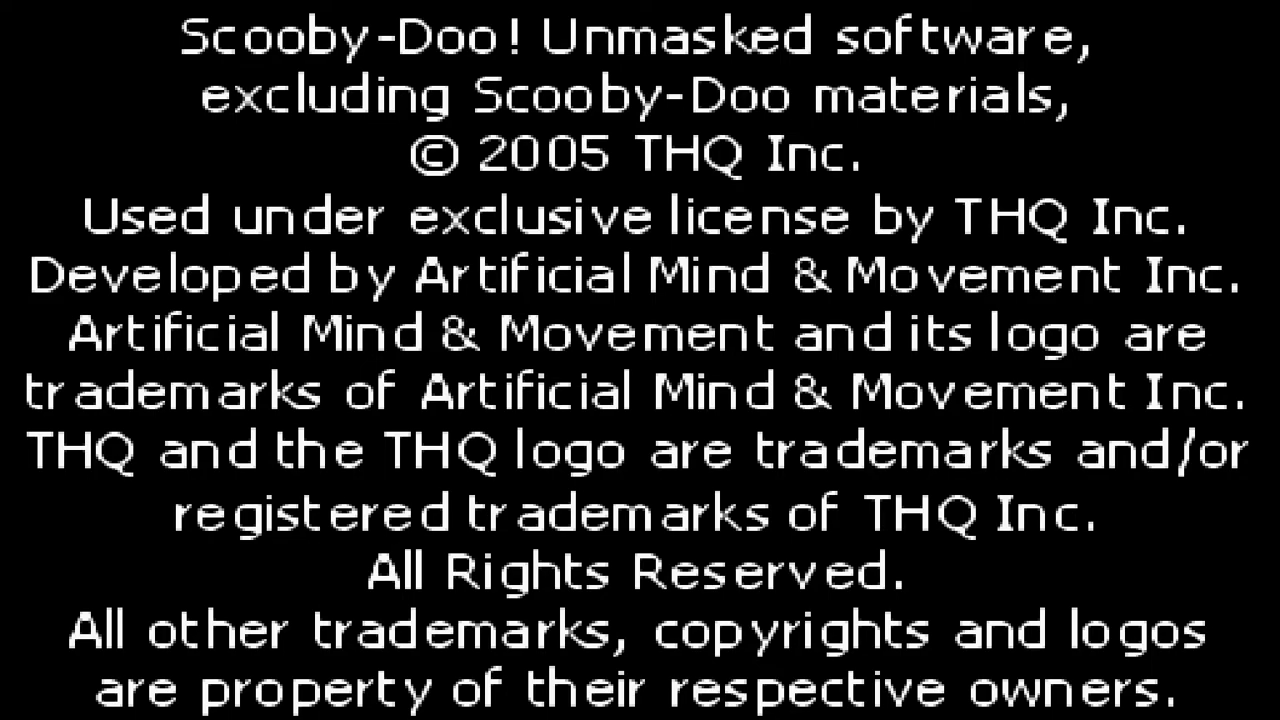 Scooby-Doo! Unmasked software,
excluding Scooby-Doo materials,
© 2005 THQ Inc.
Used under exclusive license by THQ Inc.
Developed by Artificial Mind & Movement Inc.
Artificial Mind & Movement and its logo are
trademarks of Artificial Mind & Movement Inc.
THQ and the THQ logo are trademarks and/or
registered trademarks of THQ Inc.
All Rights Reserved.
All other trademarks, copyrights and logos
are property of their respective owners.